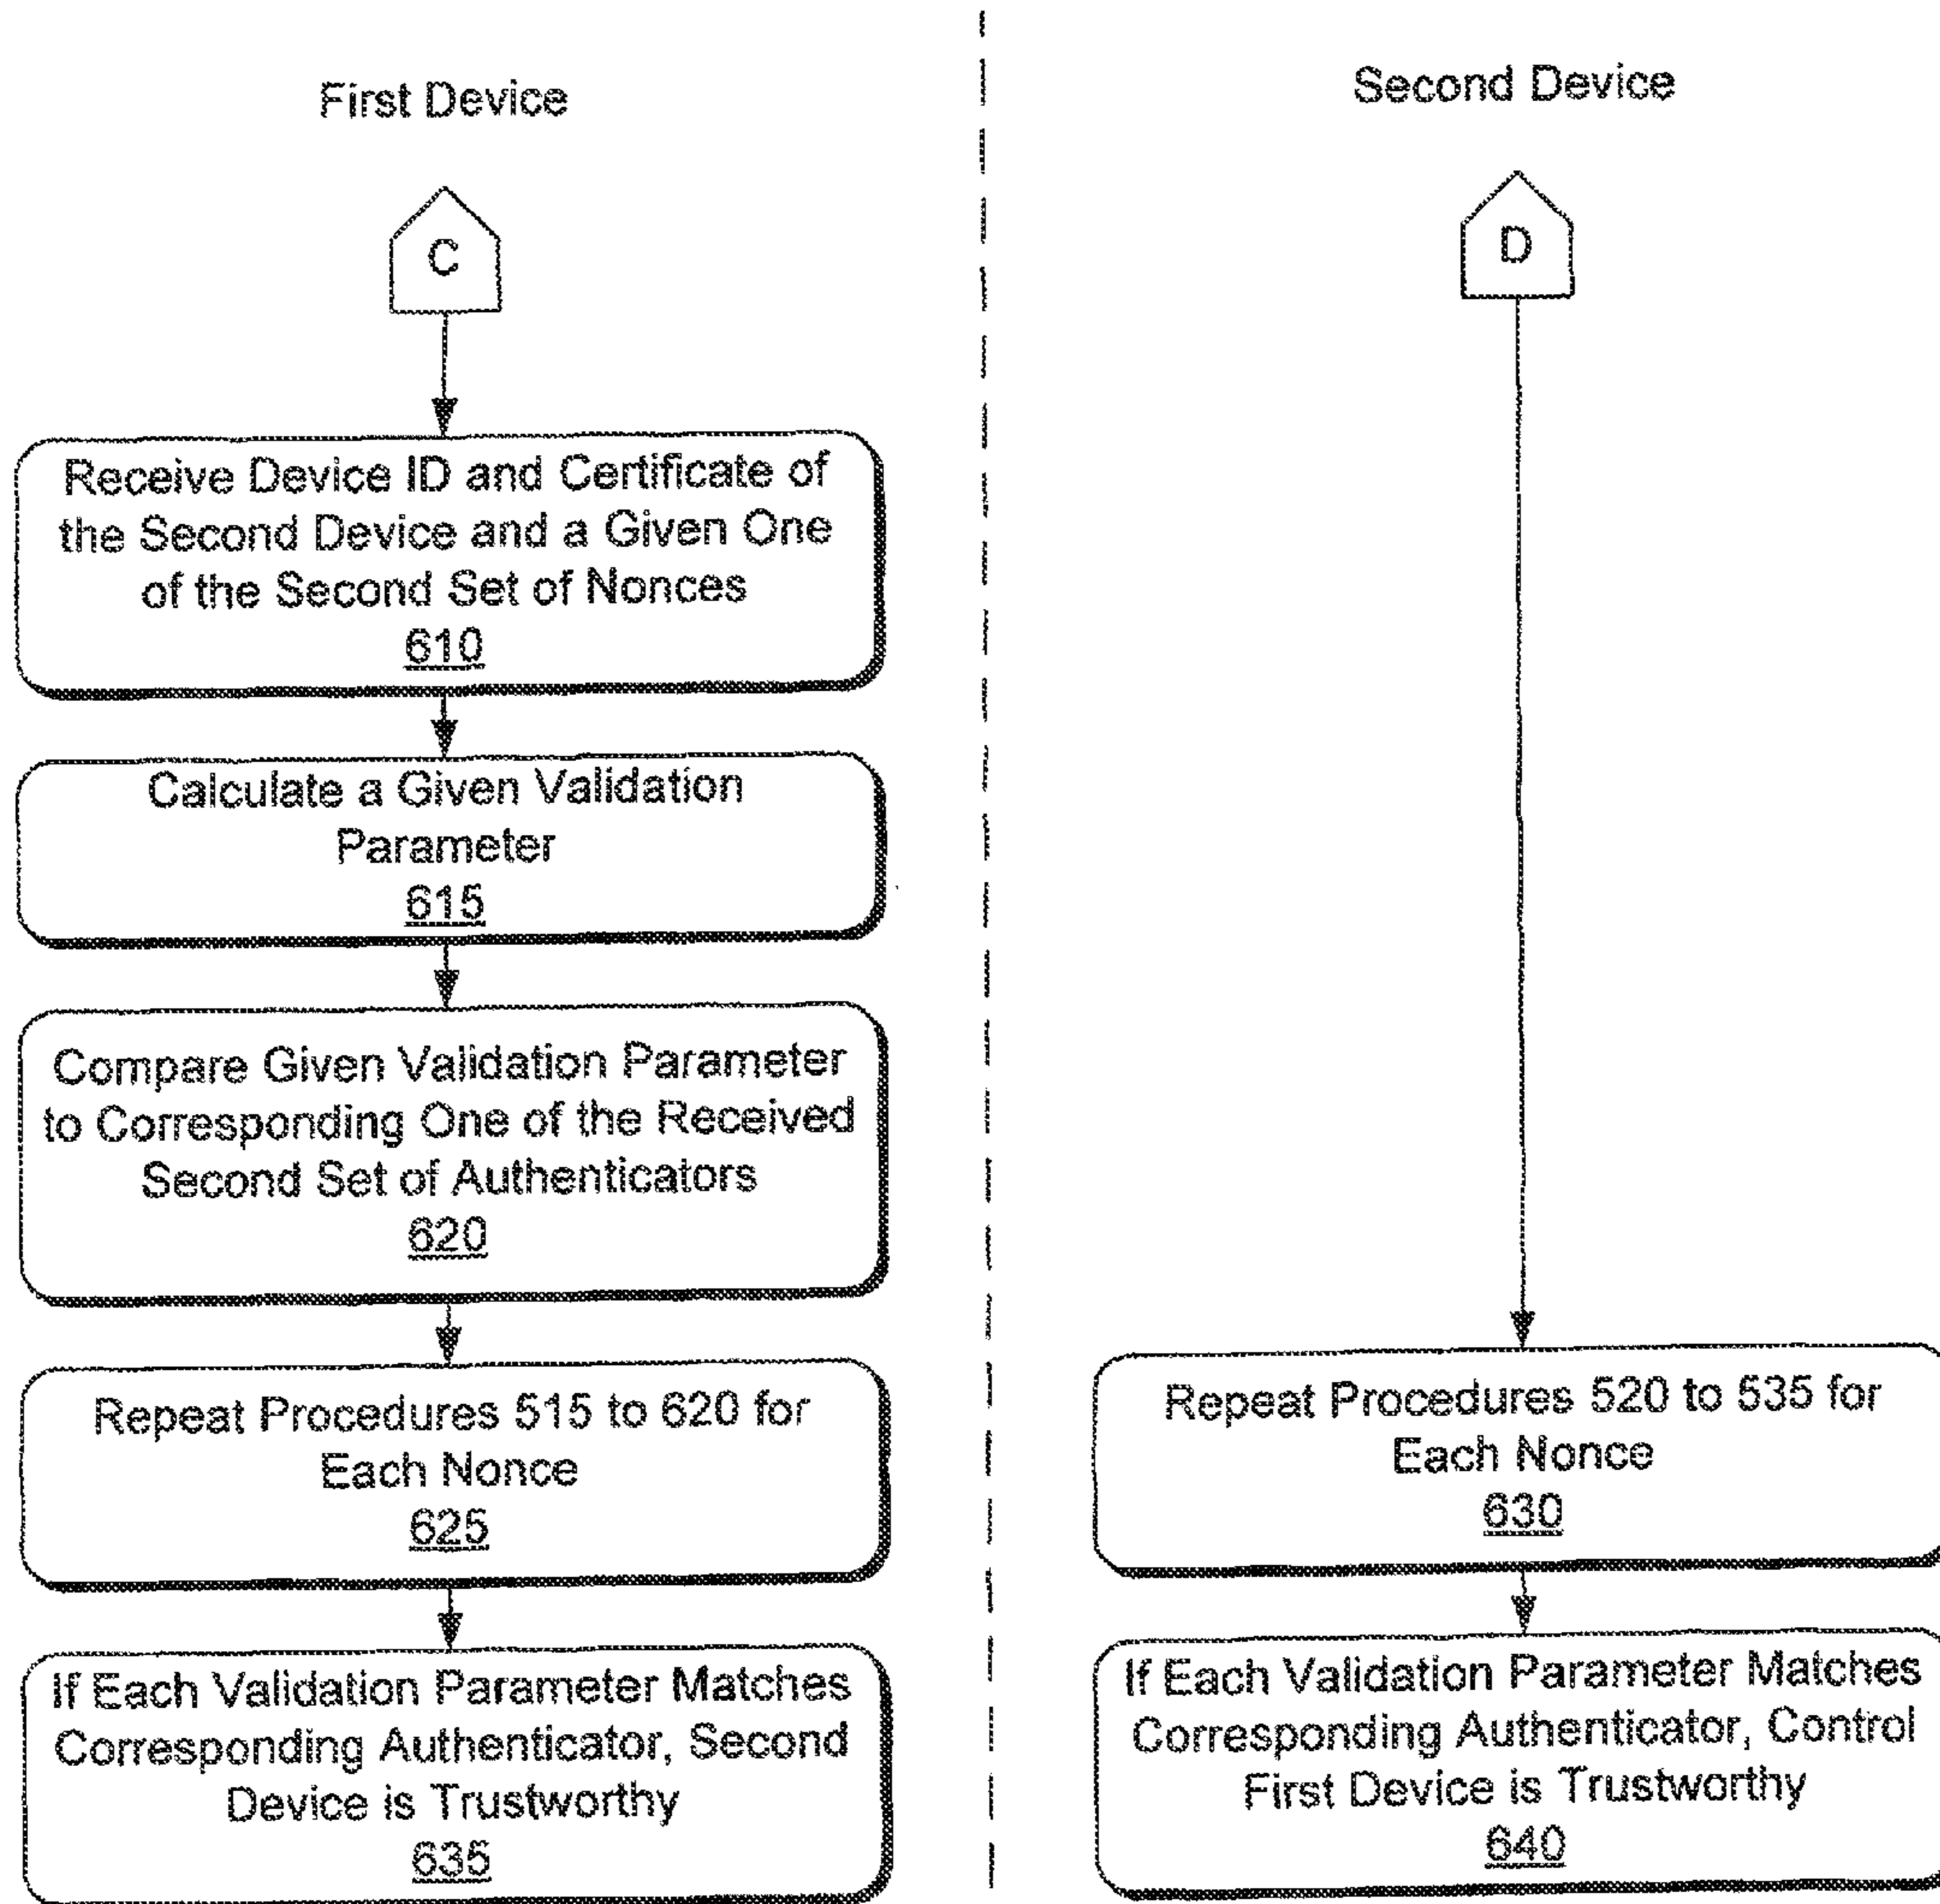 First Device
C
Receive Device ID and Certificate of
the Second Device and a Given One
of the Second Set of Nonces
610
Calculate a Given Validation
Parameter
615
Compare Given Validation Parameter
to Corresponding One of the Received
Second Set of Authenticators
620
Repeat Procedures 515 to 620 for
Each Nonce
625
If Each Validation Parameter Matches
Corresponding Authenticator, Second
Device is Trustworthy
635
Second Device
D
Repeat Procedures 520 to 535 for
Each Nonce
630
If Each Validation Parameter Matches
Corresponding Authenticator, Control
First Device is Trustworthy
640